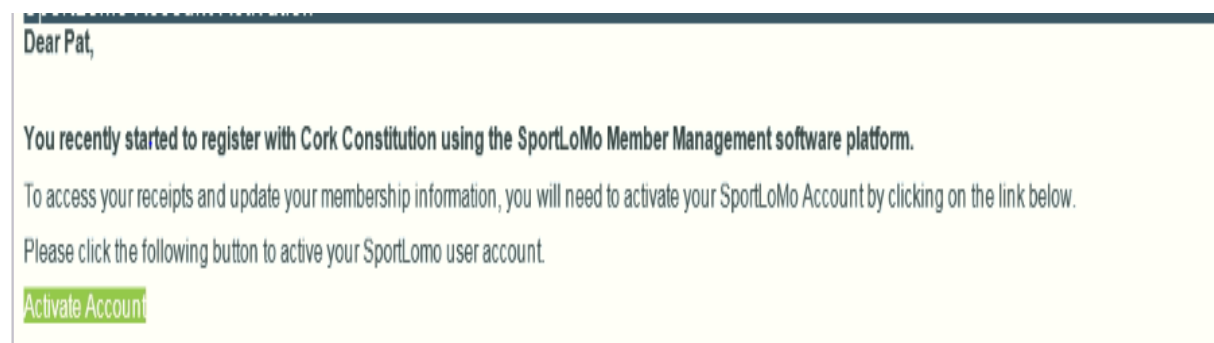 Dear Pat,
You recently started to register with Cork Constitution using the SportLoMo Member Management software platform.
To access your receipts and update your membership information, you will need to activate your SportLoMo Account by clicking on the link below.
Please click the following button to active your SportLomo user account.
Activate Account